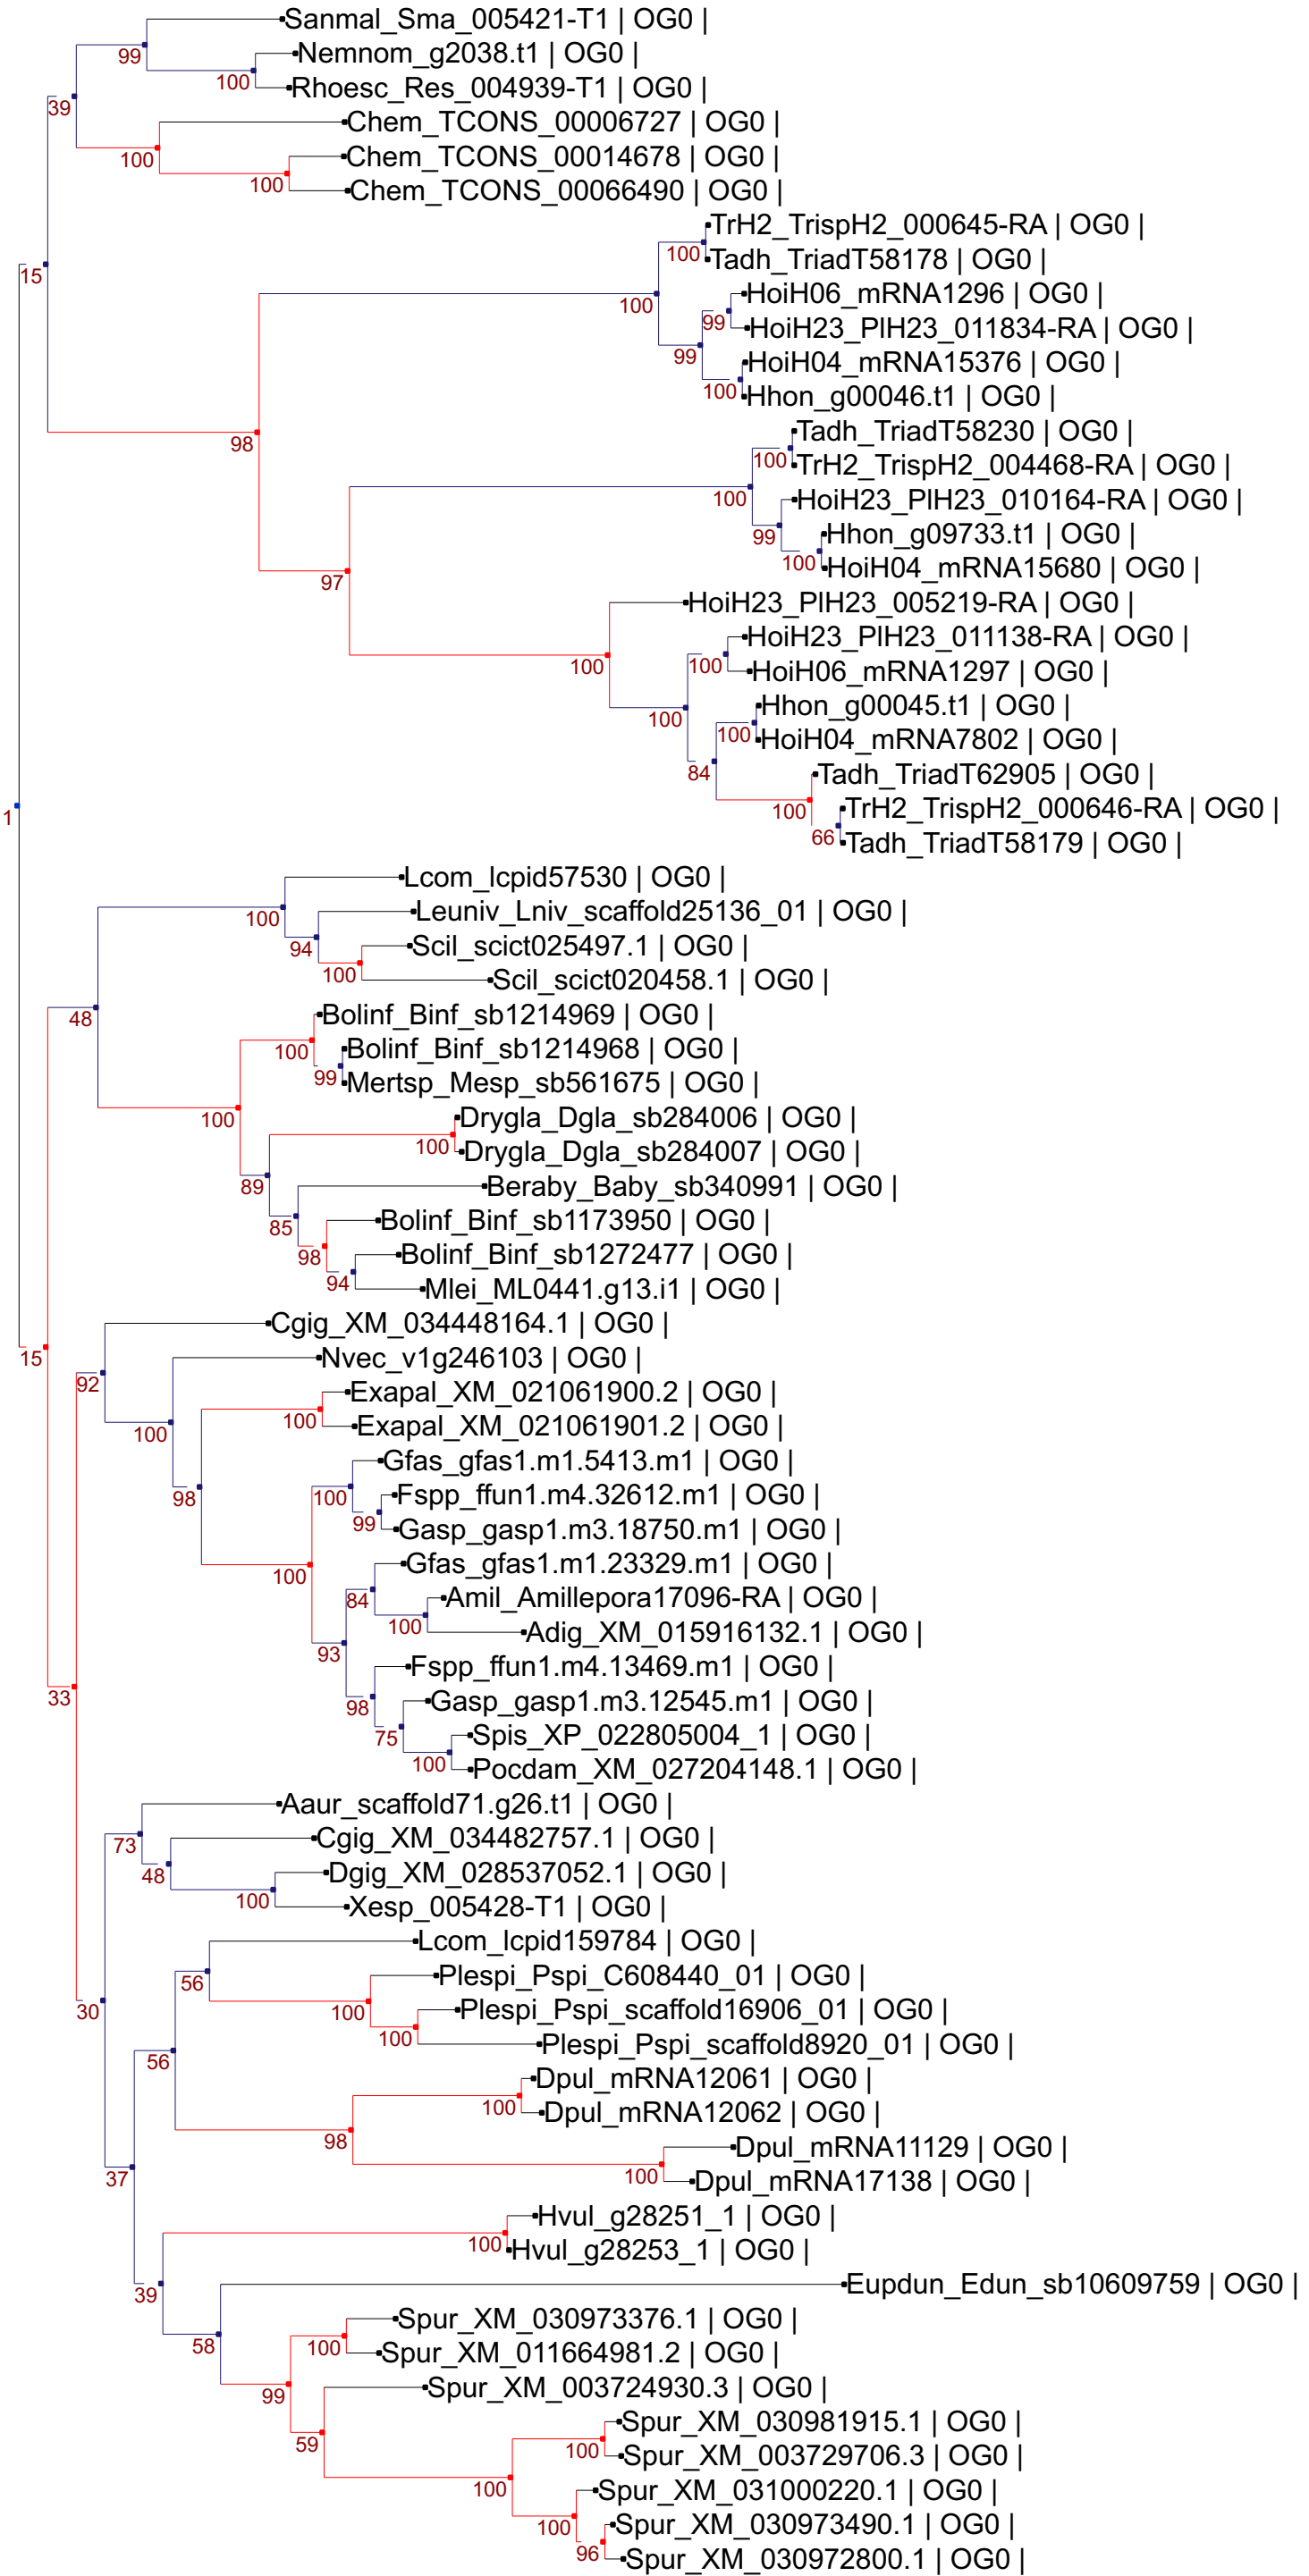 Sanmal_Sma_005421-T1 | OG0 |
99
Nemnom_g2038.t1 | OG0 |
100
Rhoesc_Res_004939-T1 | OG0 |
39
Chem_TCONS_00006727 | OG0 |
100
Chem_TCONS_00014678 | OG0 |
100
Chem_TCONS_00066490 | OG0 |
TrH2_TrispH2_000645-RA | OG0 |
100
Tadh_TriadT58178 | OG0 |
15
HoiH06_mRNA1296 | OG0 |
100
99
HoiH23_PlH23_011834-RA | OG0 |
99
HoiH04_mRNA15376 | OG0 |
100
Hhon_g00046.t1 | OG0 |
98
Tadh_TriadT58230 | OG0 |
100
TrH2_TrispH2_004468-RA | OG0 |
100
HoiH23_PlH23_010164-RA | OG0 |
99
Hhon_g09733.t1 | OG0 |
100
HoiH04_mRNA15680 | OG0 |
97
HoiH23_PlH23_005219-RA | OG0 |
HoiH23_PlH23_011138-RA | OG0 |
100
100
HoiH06_mRNA1297 | OG0 |
Hhon_g00045.t1 | OG0 |
100
100
HoiH04_mRNA7802 | OG0 |
84
Tadh_TriadT62905 | OG0 |
100
TrH2_TrispH2_000646-RA | OG0 |
1
66
Tadh_TriadT58179 | OG0 |
Lcom_lcpid57530 | OG0 |
100
Leuniv_Lniv_scaffold25136_01 | OG0 |
94
Scil_scict025497.1 | OG0 |
100
Scil_scict020458.1 | OG0 |
48
Bolinf_Binf_sb1214969 | OG0 |
100
Bolinf_Binf_sb1214968 | OG0 |
99
Mertsp_Mesp_sb561675 | OG0 |
100
Drygla_Dgla_sb284006 | OG0 |
100
Drygla_Dgla_sb284007 | OG0 |
89
Beraby_Baby_sb340991 | OG0 |
85
Bolinf_Binf_sb1173950 | OG0 |
98
Bolinf_Binf_sb1272477 | OG0 |
94
Mlei_ML0441.g13.i1 | OG0 |
Cgig_XM_034448164.1 | OG0 |
15
Nvec_v1g246103 | OG0 |
92
Exapal_XM_021061900.2 | OG0 |
100
Exapal_XM_021061901.2 | OG0 |
100
Gfas_gfas1.m1.5413.m1 | OG0 |
98
100
Fspp_ffun1.m4.32612.m1 | OG0 |
99
Gasp_gasp1.m3.18750.m1 | OG0 |
100
Gfas_gfas1.m1.23329.m1 | OG0 |
84
Amil_Amillepora17096-RA | OG0 |
100
Adig_XM_015916132.1 | OG0 |
93
Fspp_ffun1.m4.13469.m1 | OG0 |
33
98
Gasp_gasp1.m3.12545.m1 | OG0 |
75
Spis_XP_022805004_1 | OG0 |
100
Pocdam_XM_027204148.1 | OG0 |
Aaur_scaffold71.g26.t1 | OG0 |
73
Cgig_XM_034482757.1 | OG0 |
48
Dgig_XM_028537052.1 | OG0 |
100
Xesp_005428-T1 | OG0 |
Lcom_lcpid159784 | OG0 |
56
Plespi_Pspi_C608440_01 | OG0 |
30
100
Plespi_Pspi_scaffold16906_01 | OG0 |
100
Plespi_Pspi_scaffold8920_01 | OG0 |
56
Dpul_mRNA12061 | OG0 |
100
Dpul_mRNA12062 | OG0 |
98
Dpul_mRNA11129 | OG0 |
37
100
Dpul_mRNA17138 | OG0 |
Hvul_g28251_1 | OG0 |
100
Hvul_g28253_1 | OG0 |
39
Eupdun_Edun_sb10609759 | OG0 |
Spur_XM_030973376.1 | OG0 |
58
100
Spur_XM_011664981.2 | OG0 |
99
Spur_XM_003724930.3 | OG0 |
59
Spur_XM_030981915.1 | OG0 |
100
Spur_XM_003729706.3 | OG0 |
100
Spur_XM_031000220.1 | OG0 |
100
Spur_XM_030973490.1 | OG0 |
96
Spur_XM_030972800.1 | OG0 |